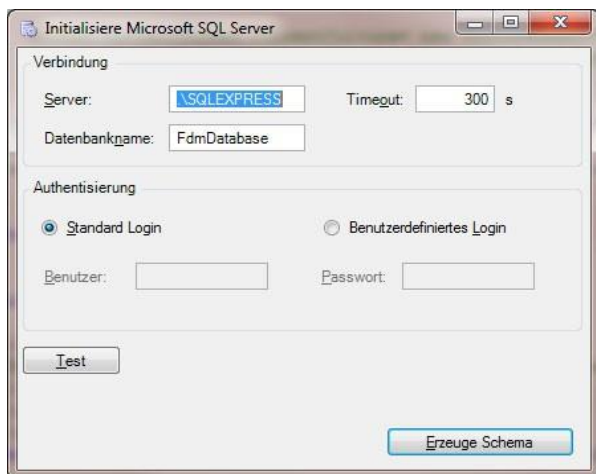 Initialisiere Microsoft SQL Server
Verbindung
Server: .\SQLEXPRESS Timeout: 300 s
Datenbankname: FdmDatabase
Authentisierung
Standard Login Benutzerdefiniertes Login
Benutzer: Passwort:
Test
Erzeuge Schema